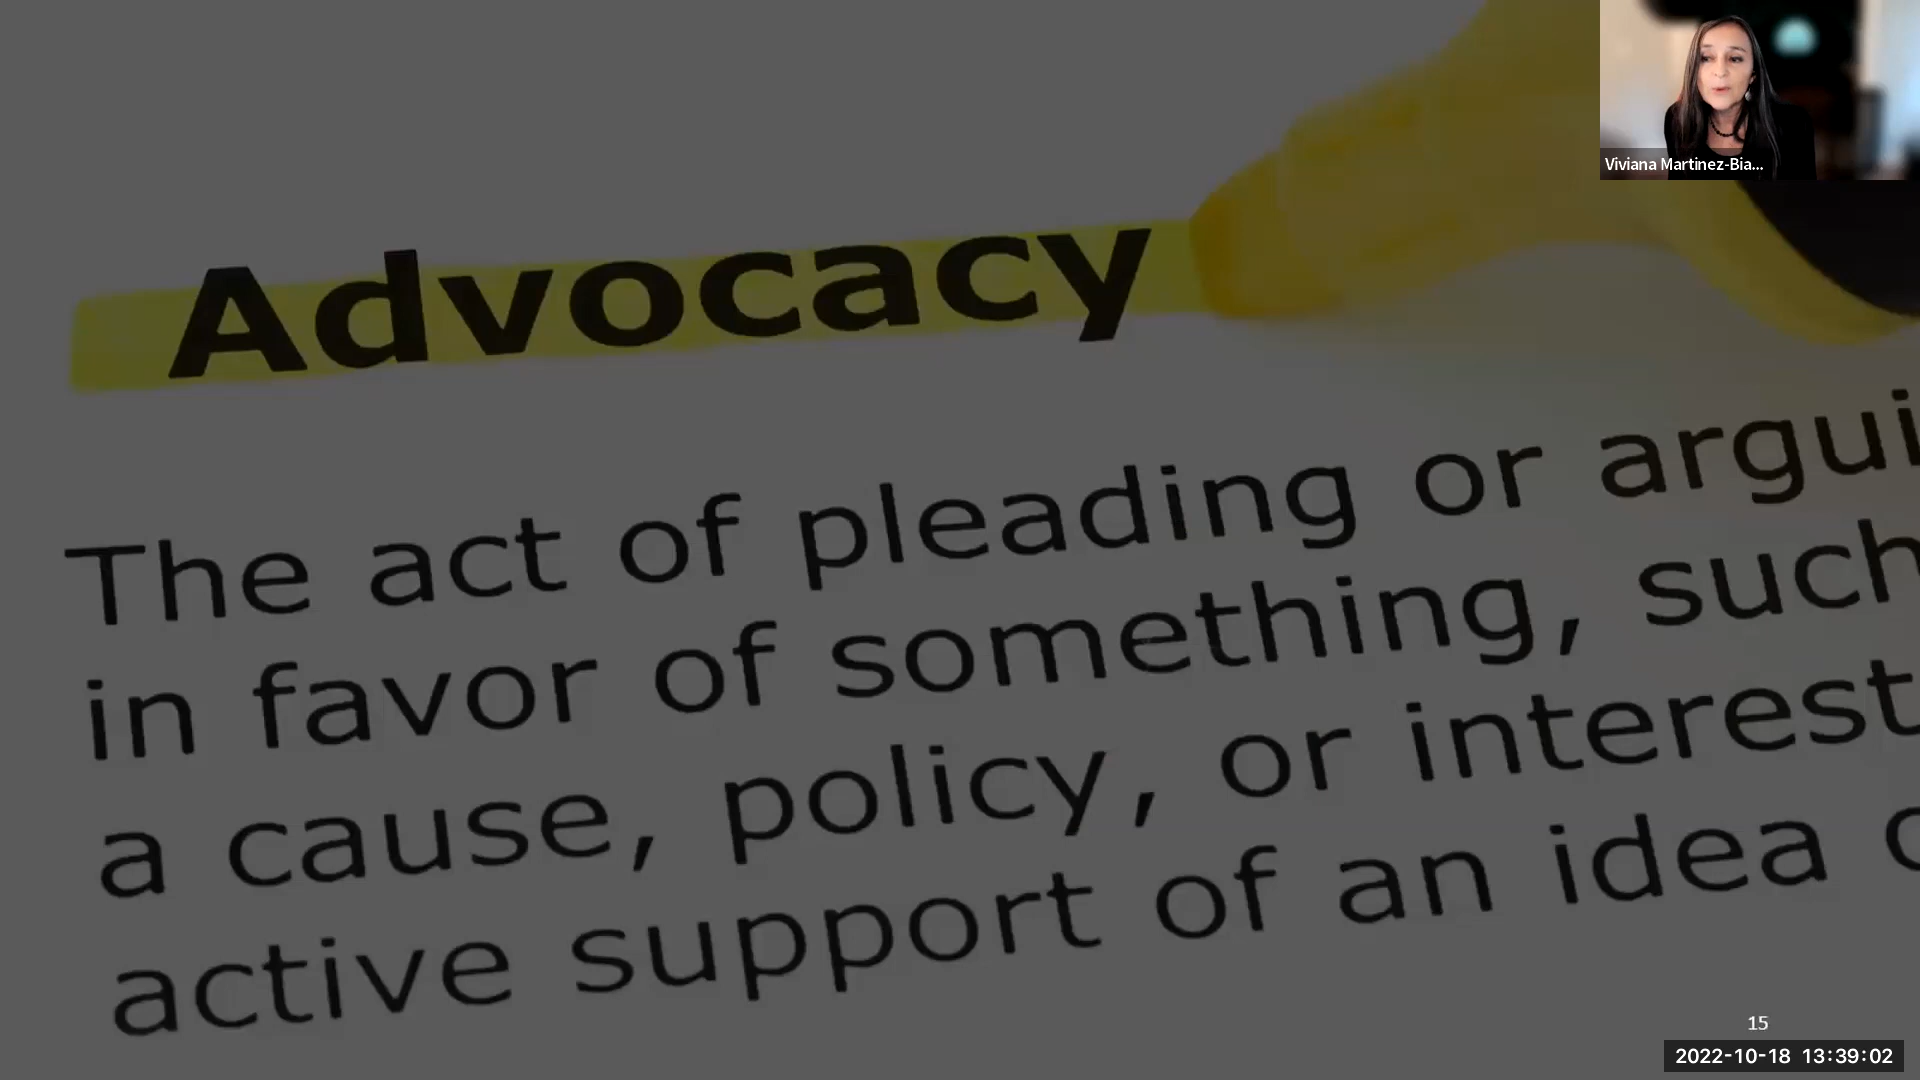 Viviana Martinez-Bia...
Advocacy
The act of pleading or argui
in favor of something, such
a cause, policy, or interest
active support of an idea
15
2022-10-18 13:39:02